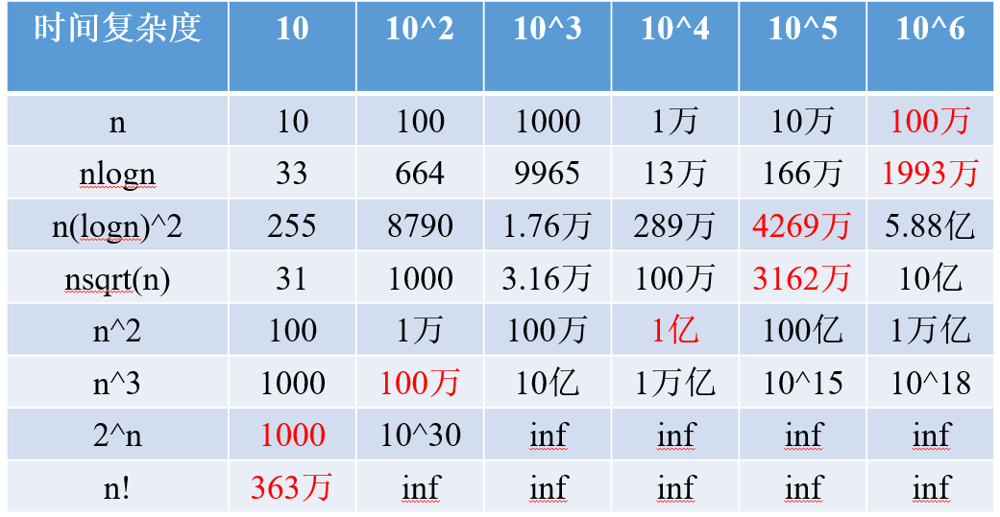 时间复杂度 10 10^2 10^3 10^4 10^5 10^6
n 10 100 1000 1万 10万 100万
nlogn 33 664 9965 13万 166万 1993万
n(logn)^2 255 8790 1.76万 289万 4269万 5.88亿
nsqrt(n) 31 1000 3.16万 100万 3162万 10亿
n^2 100 1万 100万 1亿 100亿 1万亿
n^3 1000 100万 10亿 1万亿 10^15 10^18
2^n 1000 10^30 inf inf inf inf
n! 363万 inf inf inf inf inf